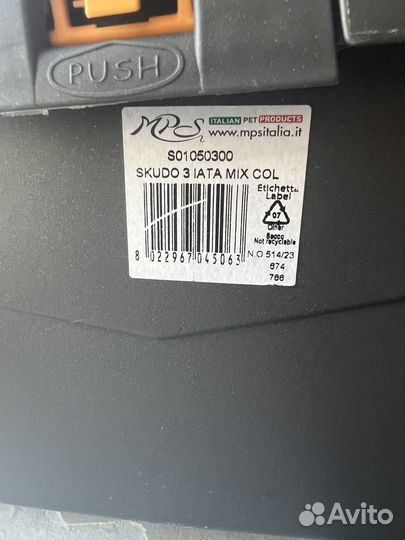 PUSH
MPS ITALIAN PET PRODUCTS
www.mpsitalia.it
S01050300
SKUDO 3 IATA MIX COL
Etichetta
Label
07
Other
Secco
Not recyclable
8 022967 045063
N.O 514/23
674
766
Avito